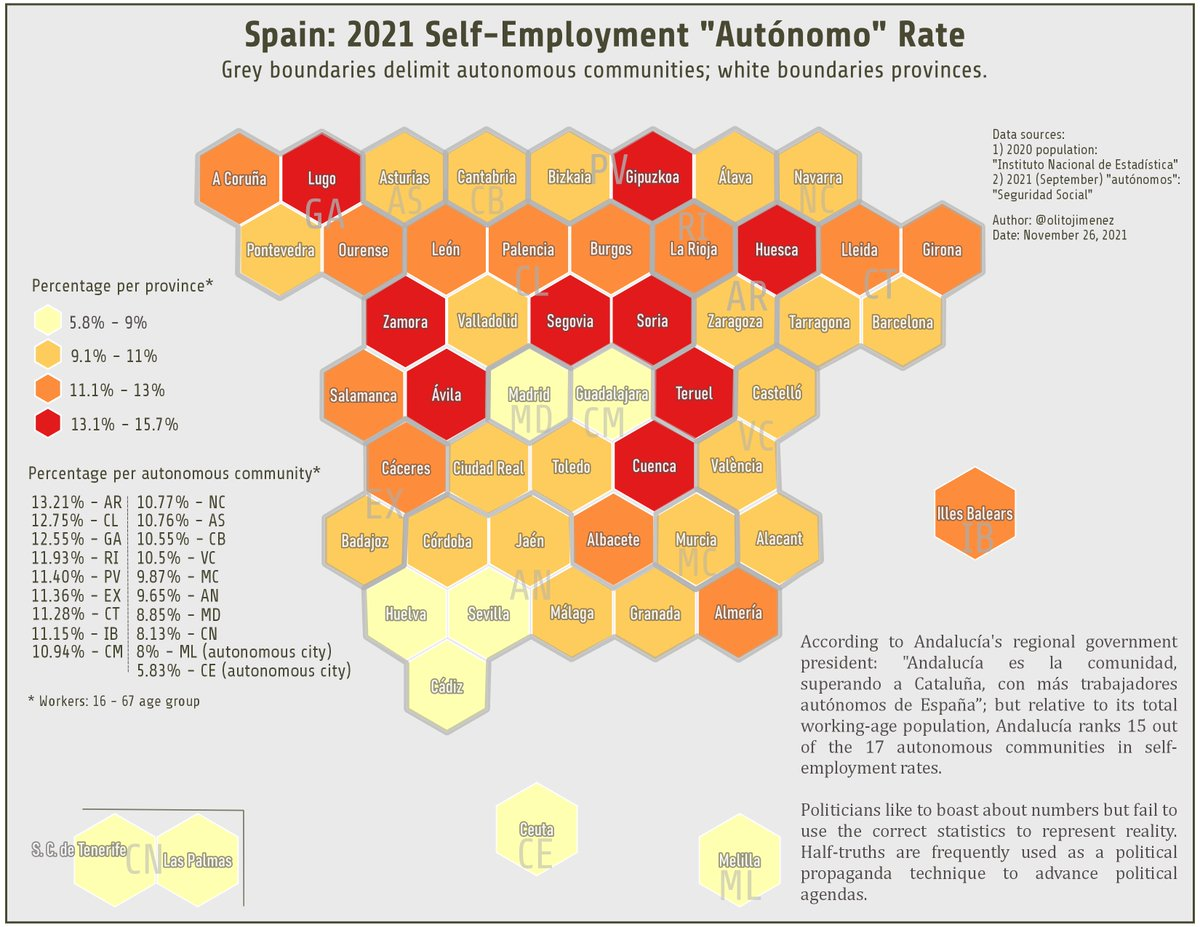 Spain: 2021 Self-Employment "Autónomo" Rate
Grey boundaries delimit autonomous communities; white boundaries provinces.
Data sources:
1) 2020 population:
"Instituto Nacional de Estadística"
2) 2021 (September) "autónomos":
"Seguridad Social"
Author: @olitojimenez
Date: November 26, 2021
A Coruña
Lugo
Asturias
Cantabria
Bizkaia
PV
Gipuzkoa
Álava
Navarra
GA
AS
CB
NC
Pontevedra
Ourense
León
Palencia
Burgos
RI
La Rioja
Huesca
Lleida
Girona
CL
AR
CT
Zamora
Valladolid
Segovia
Soria
Zaragoza
Tarragona
Barcelona
Salamanca
Ávila
Madrid
Guadalajara
Teruel
Castelló
MD
CM
VC
Cáceres
Ciudad Real
Toledo
Cuenca
València
EX
Badajoz
Córdoba
Jaén
Albacete
Murcia
Alacant
MC
AN
Huelva
Sevilla
Málaga
Granada
Almería
Cádiz
Illes Balears
IB
Percentage per province*
5.8% - 9%
9.1% - 11%
11.1% - 13%
13.1% - 15.7%
Percentage per autonomous community*
13.21% - AR
12.75% - CL
12.55% - GA
11.93% - RI
11.40% - PV
11.36% - EX
11.28% - CT
11.15% - IB
10.94% - CM
10.77% - NC
10.76% - AS
10.55% - CB
10.5% - VC
9.87% - MC
9.65% - AN
8.85% - MD
8.13% - CN
8% - ML (autonomous city)
5.83% - CE (autonomous city)
* Workers: 16 - 67 age group
According to Andalucía's regional government
president: "Andalucía es la comunidad,
superando a Cataluña, con más trabajadores
autónomos de España”; but relative to its total
working-age population, Andalucía ranks 15 out
of the 17 autonomous communities in self-
employment rates.
Politicians like to boast about numbers but fail to
use the correct statistics to represent reality.
Half-truths are frequently used as a political
propaganda technique to advance political
agendas.
S. C. de Tenerife
CN
Las Palmas
Ceuta
CE
Melilla
ML